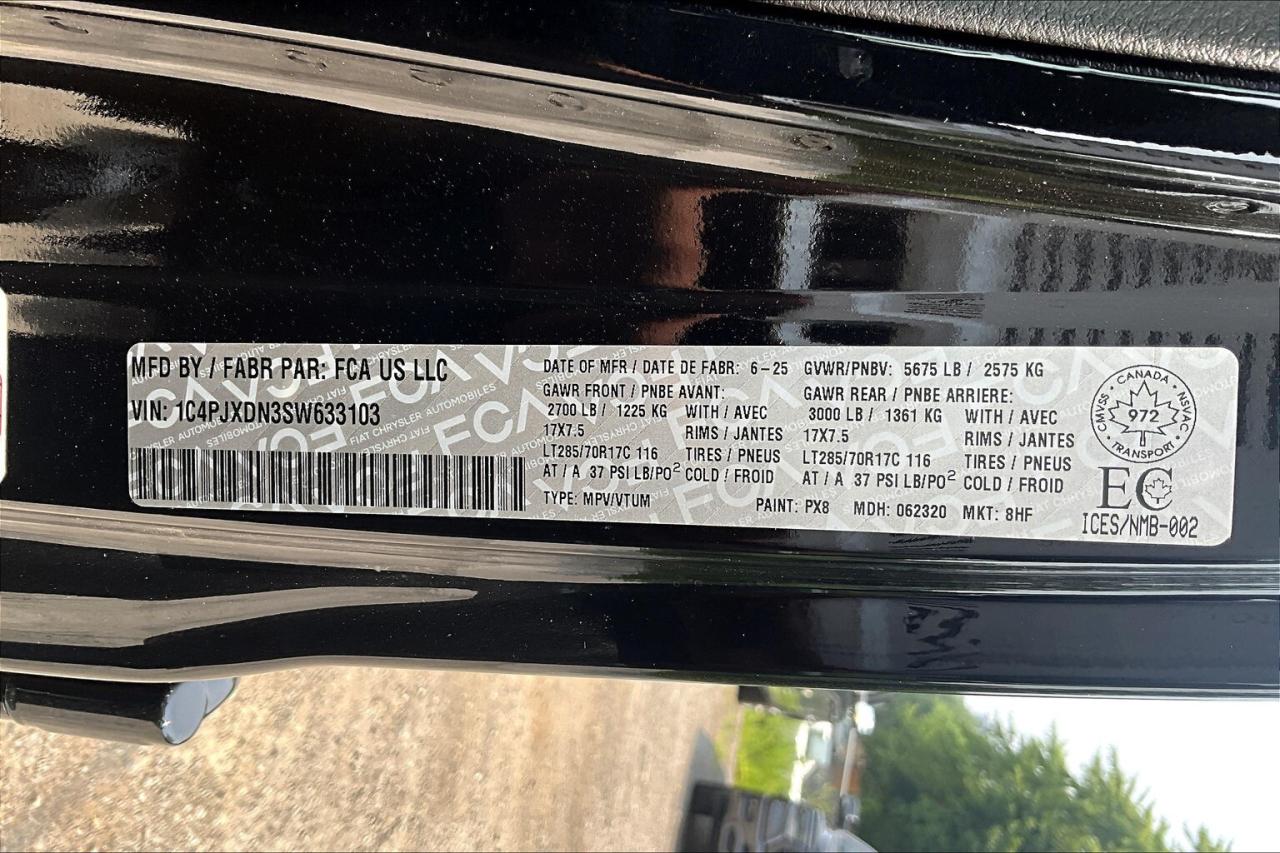 MFD BY / FABR PAR: FCA US LLC
VIN: 1C4PJXDN3SW633103
DATE OF MFR / DATE DE FABR: 6-25 GVWR/PNBV: 5675 LB / 2575 KG
GAWR FRONT / PNBE AVANT: GAWR REAR / PNBE ARRIERE:
2700 LB / 1225 KG WITH / AVEC 3000 LB / 1361 KG WITH / AVEC
17X7.5 RIMS / JANTES 17X7.5 RIMS / JANTES
LT285/70R17C 116 TIRES / PNEUS LT285/70R17C 116 TIRES / PNEUS
AT / A 37 PSI LB/PO² COLD / FROID AT / A 37 PSI LB/PO² COLD / FROID
TYPE: MPV/VTUM PAINT: PX8 MDH: 062320 MKT: 8HF
CANADA
CMVSS 972 NSVAC
TRANSPORT
EC
ICES/NMB-002